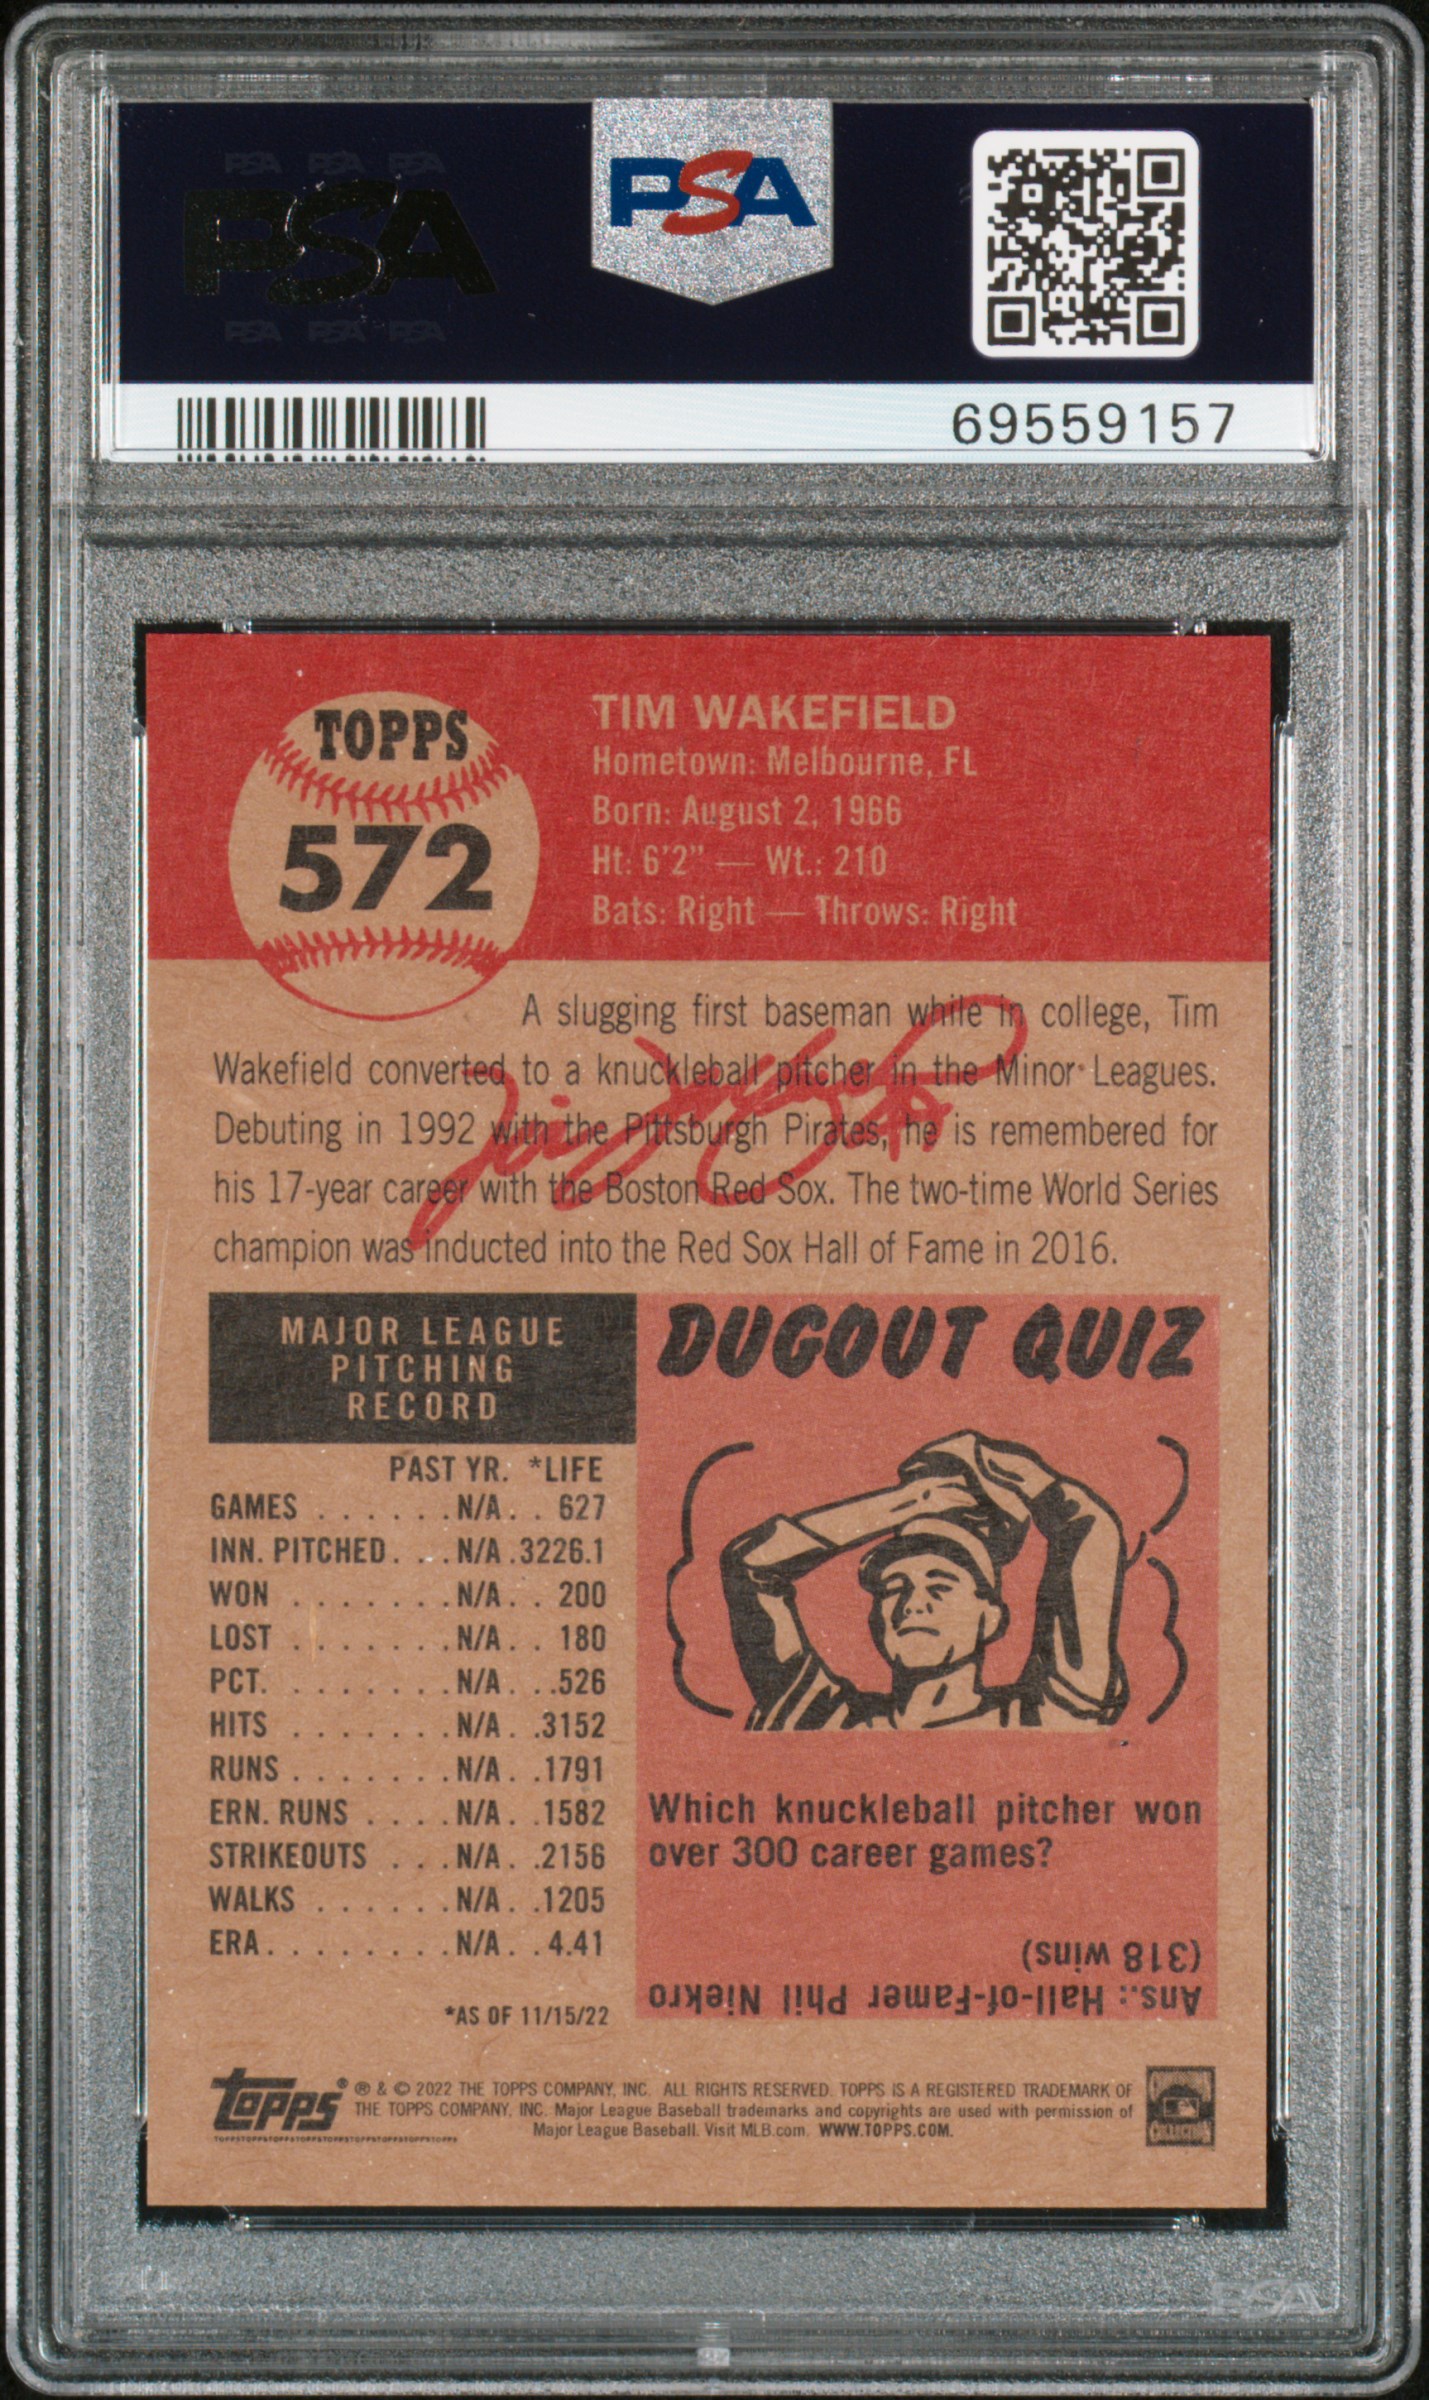 PSA PSA PSA
PSA
PSA PSA PSA
PSA
69559157
TOPPS
572
TIM WAKEFIELD
Hometown: Melbourne, FL
Born: August 2, 1966
Ht: 6'2" — Wt.: 210
Bats: Right — Throws: Right
A slugging first baseman while in college, Tim
Wakefield converted to a knuckleball pitcher in the Minor Leagues.
Debuting in 1992 with the Pittsburgh Pirates, he is remembered for
his 17-year career with the Boston Red Sox. The two-time World Series
champion was inducted into the Red Sox Hall of Fame in 2016.
MAJOR LEAGUE
PITCHING
RECORD
PAST YR. *LIFE
GAMES . . . . . . . N/A . . 627
INN. PITCHED . . . N/A . 3226.1
WON . . . . . . . N/A . . 200
LOST . . . . . . . N/A . . 180
PCT. . . . . . . . N/A . . .526
HITS . . . . . . . N/A . . 3152
RUNS . . . . . . . N/A . . 1791
ERN. RUNS . . . . N/A . . 1582
STRIKEOUTS . . . N/A . . 2156
WALKS . . . . . . N/A . . 1205
ERA . . . . . . . . N/A . . 4.41
*AS OF 11/15/22
DUGOUT QUIZ
Which knuckleball pitcher won
over 300 career games?
Ans.: Hall-of-Famer Phil Niekro
(318 wins)
Topps® ® & © 2022 THE TOPPS COMPANY, INC. ALL RIGHTS RESERVED. TOPPS IS A REGISTERED TRADEMARK OF
THE TOPPS COMPANY, INC. Major League Baseball trademarks and copyrights are used with permission of
Major League Baseball. Visit MLB.com. WWW.TOPPS.COM.
PSA